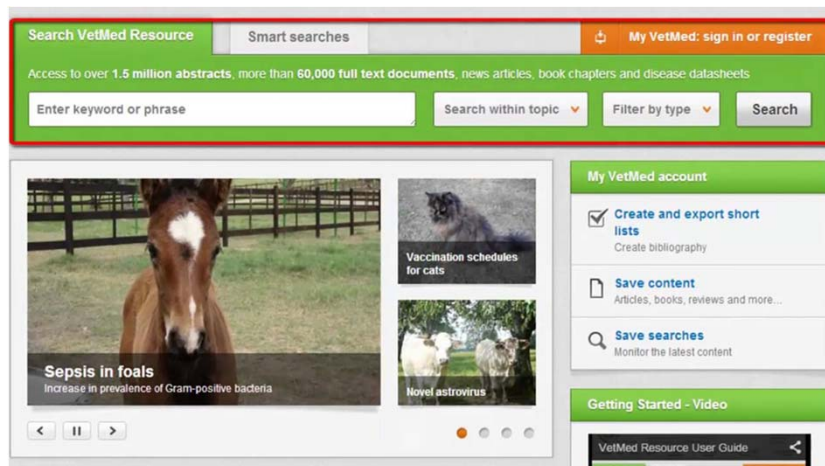 Search VetMed Resource
Smart searches
My VetMed: sign in or register
Access to over 1.5 million abstracts, more than 60,000 full text documents, news articles, book chapters and disease datasheets
Enter keyword or phrase
Search within topic
Filter by type
Search
Sepsis in foals
Increase in prevalence of Gram-positive bacteria
Vaccination schedules
for cats
Novel astrovirus
My VetMed account
Create and export short
lists
Create bibliography
Save content
Articles, books, reviews and more...
Save searches
Monitor the latest content
Getting Started - Video
VetMed Resource User Guide